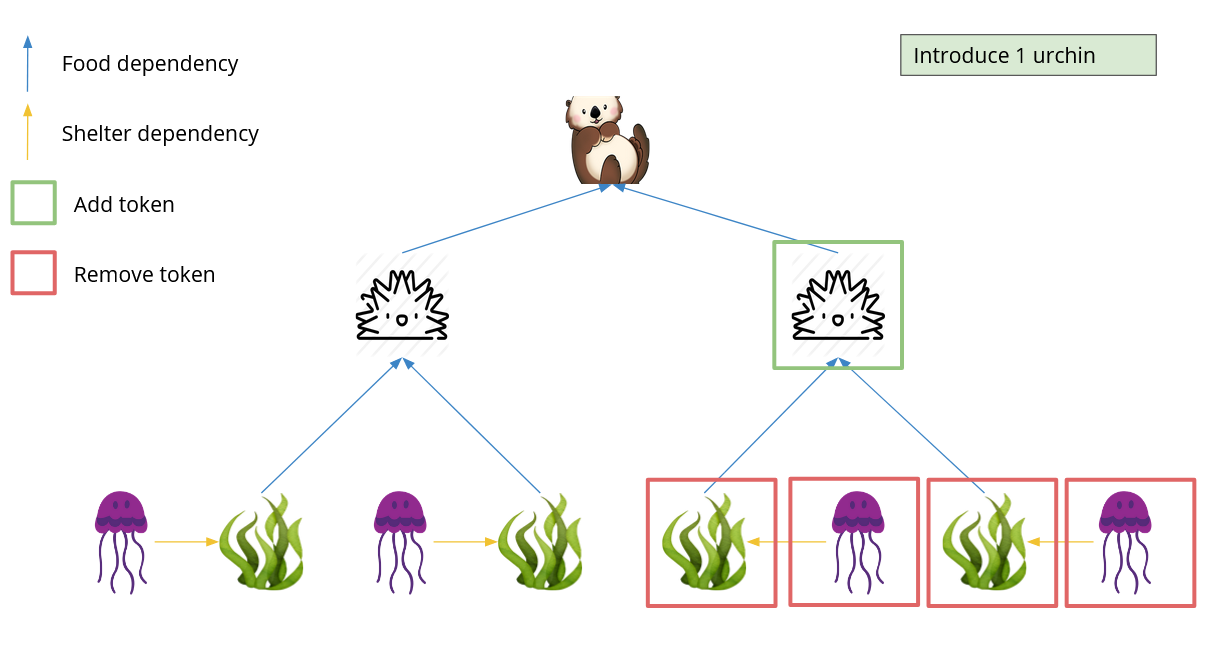 Food dependency
Shelter dependency
Add token
Remove token
Introduce 1 urchin